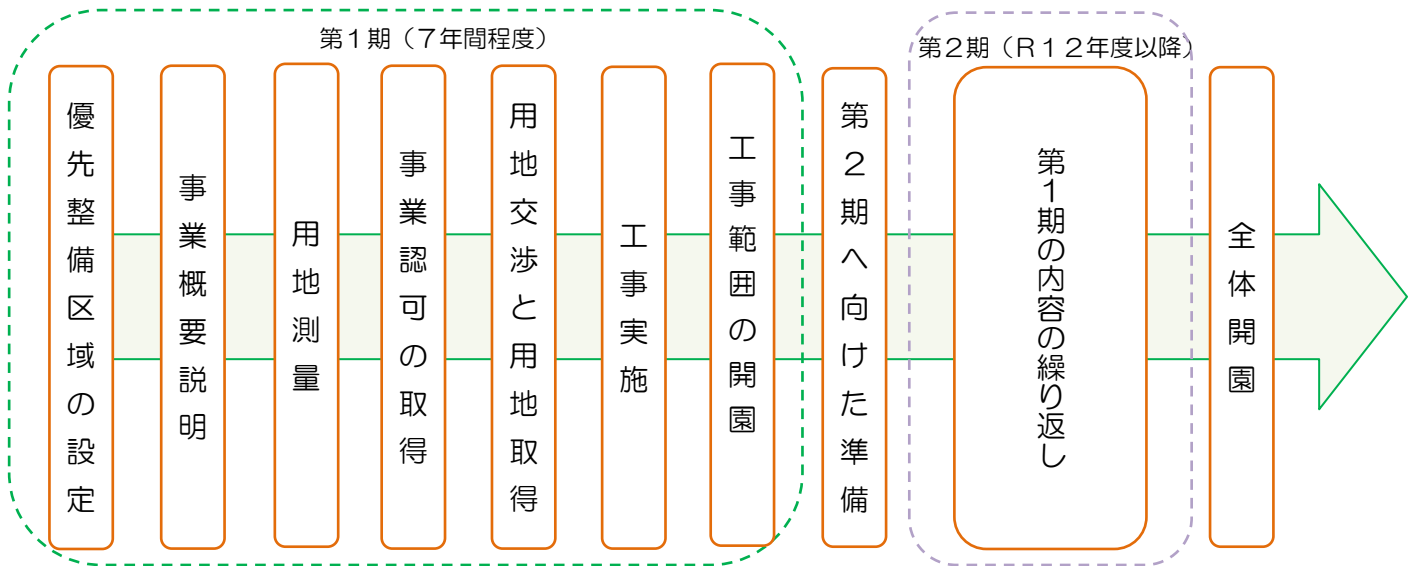 第１期（７年間程度）
優先整備区域の設定
事業概要説明
用地測量
事業認可の取得
用地交渉と用地取得
工事実施
工事範囲の開園
第２期へ向けた準備
第２期（Ｒ１２年度以降）
第１期の内容の繰り返し
全体開園